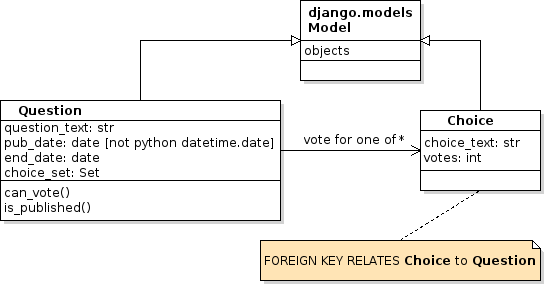 django.models
Model
objects
Question
question_text: str
pub_date: date [not python datetime.date]
end_date: date
choice_set: Set
can_vote()
is_published()
vote for one of *
Choice
choice_text: str
votes: int
FOREIGN KEY RELATES Choice to Question